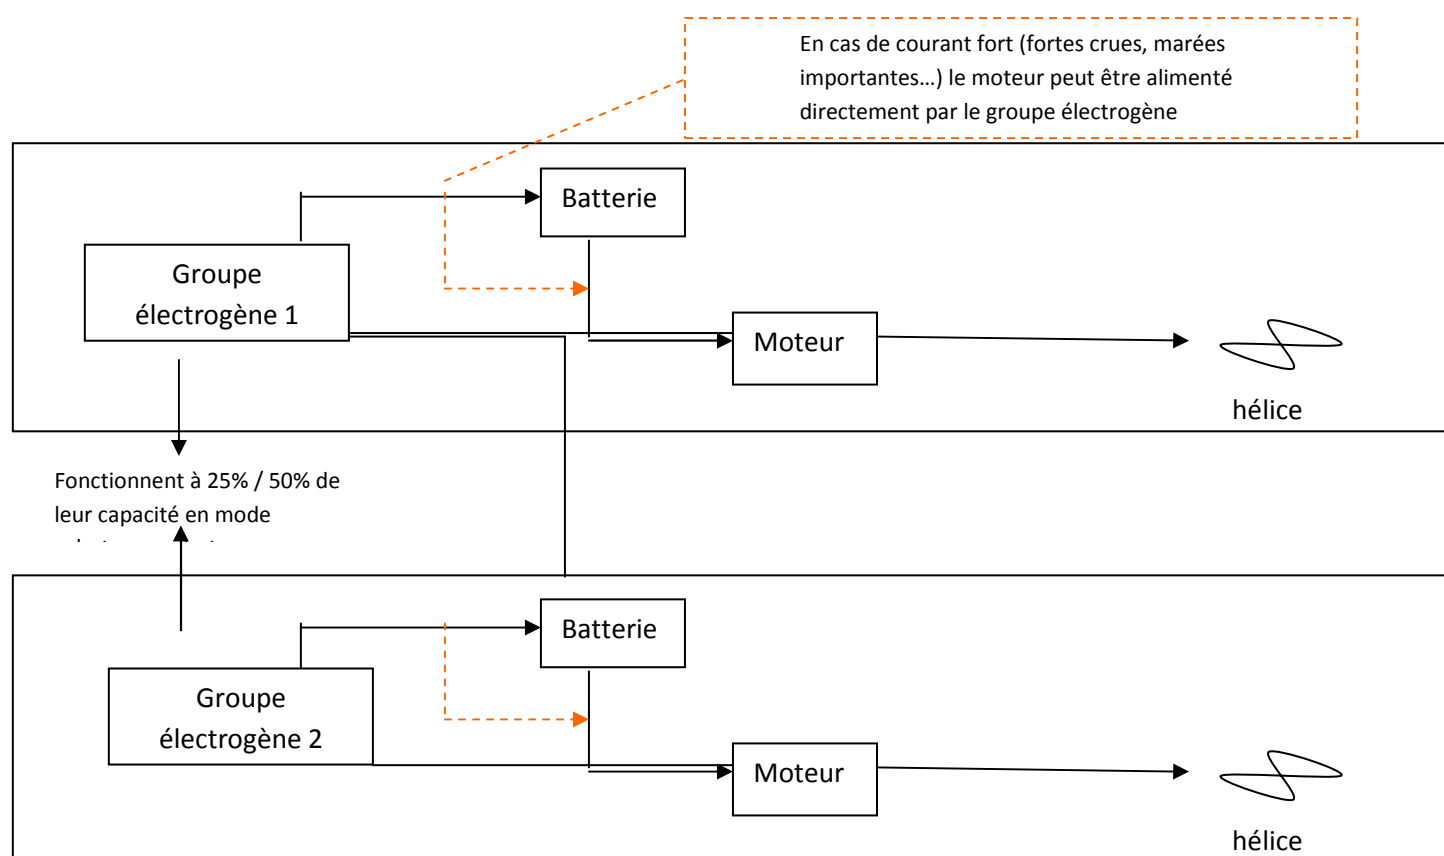 En cas de courant fort (fortes crues, marées
importantes…) le moteur peut être alimenté
directement par le groupe électrogène
Batterie
Groupe
électrogène 1
Moteur
hélice
Fonctionnent à 25% / 50% de
leur capacité en mode
Batterie
Groupe
électrogène 2
Moteur
hélice